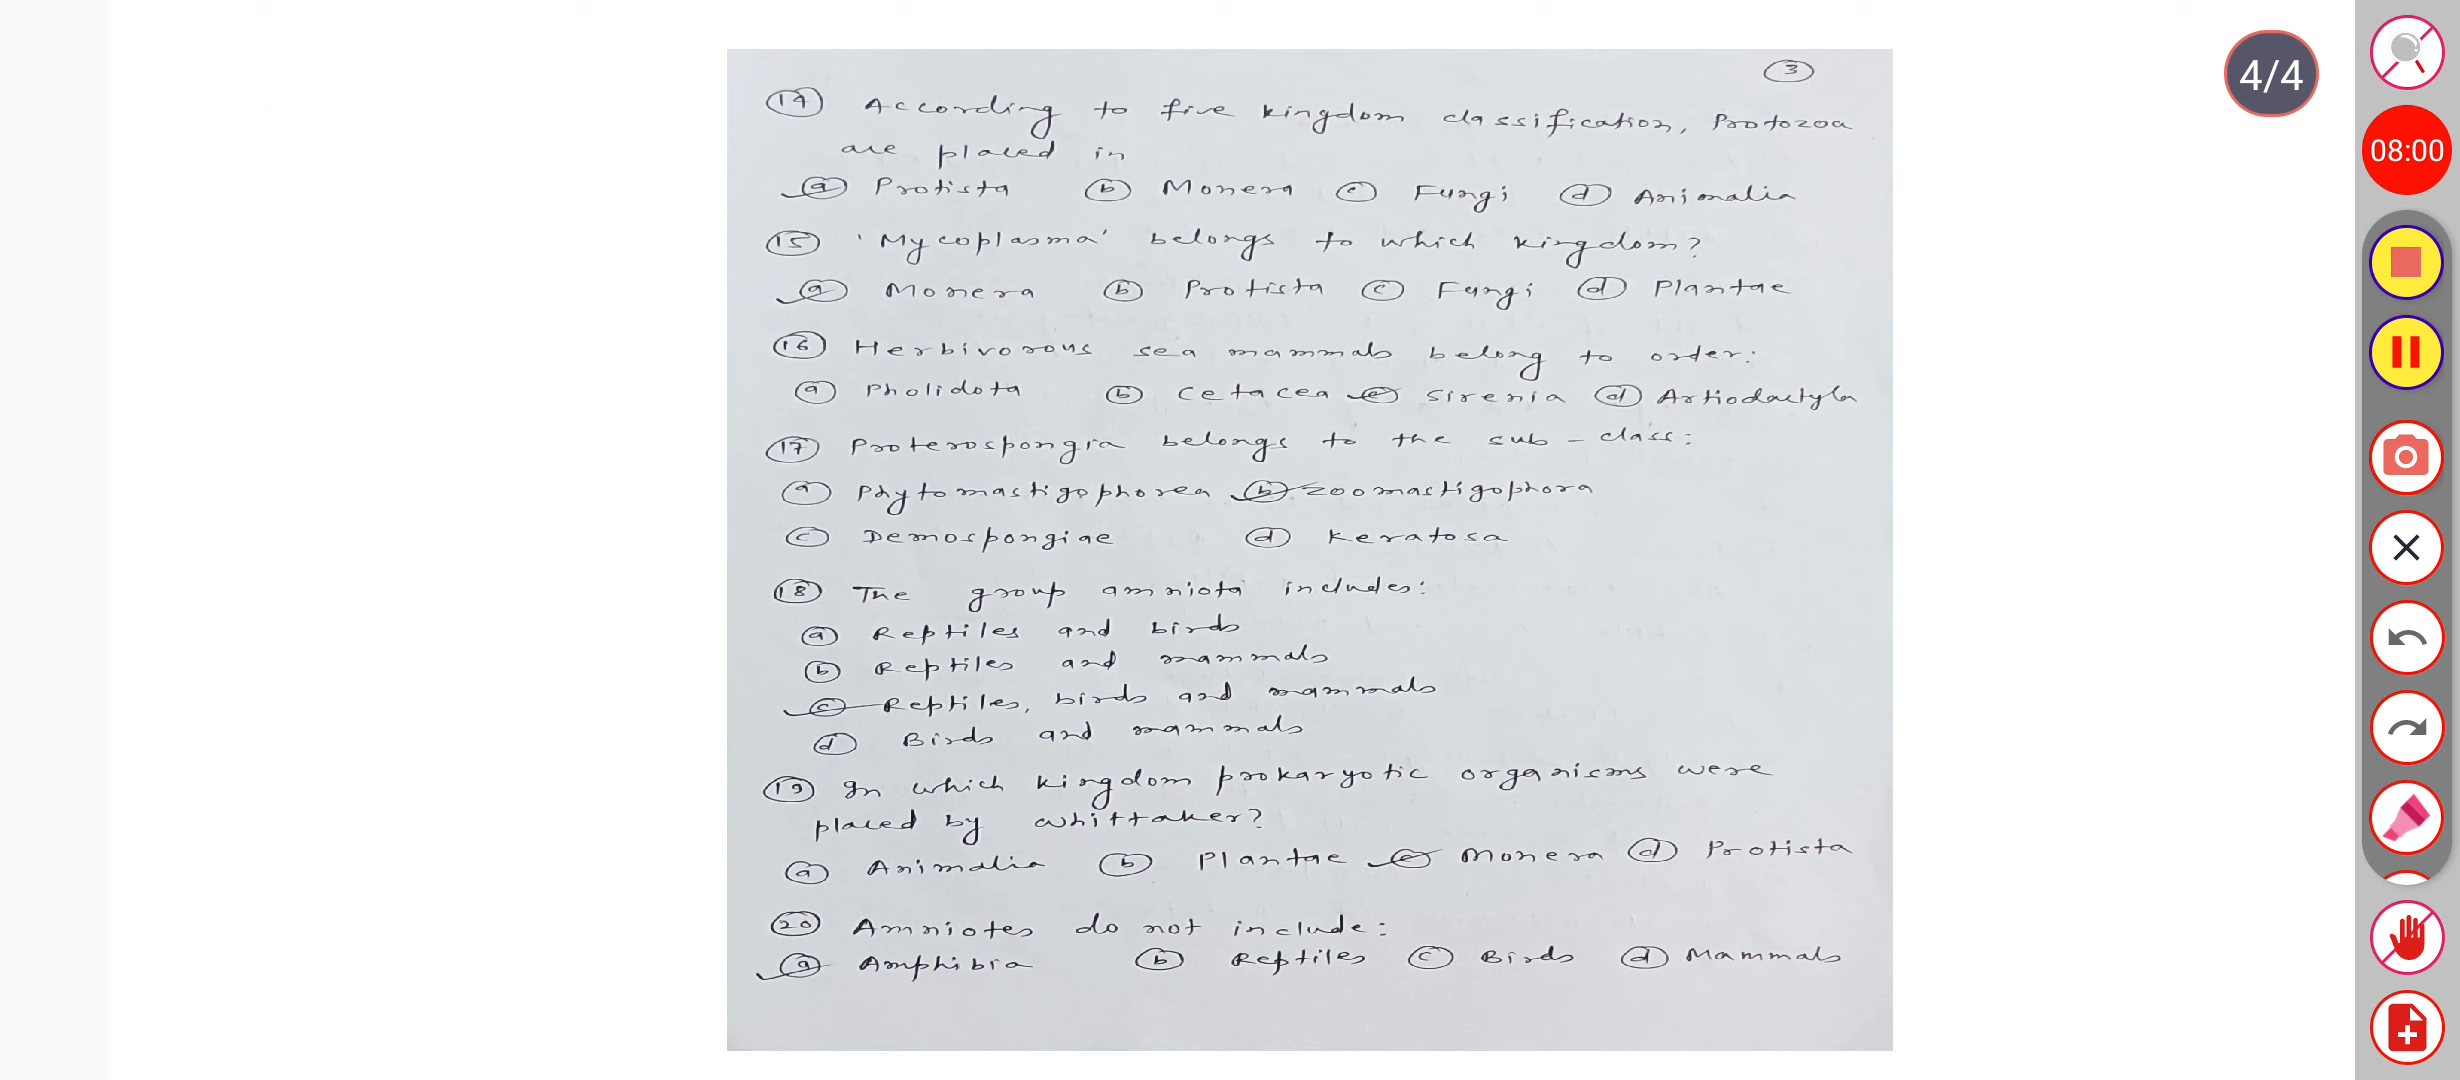 4/4
08:00
3
14 According to five kingdom classification, Protozoa
are placed in
a Protista b Monera c Fungi d Animalia
15 'Mycoplasma' belongs to which kingdom?
a Monera b Protista c Fungi d Plantae
16 Herbivorous sea mammals belong to order:
a Pholidota b Cetacea c Sirenia d Artiodactyla
17 Proterospongia belongs to the sub-class:
a Phytomastigophorea b Zoomastigophora
c Demospongiae d Keratosa
18 The group amniota includes:
a Reptiles and birds
b Reptiles and mammals
c Reptiles, birds and mammals
d Birds and mammals
19 In which kingdom prokaryotic organisms were
placed by whittaker?
a Animalia b Plantae c Monera d Protista
20 Amniotes do not include:
a Amphibia b Reptiles c Birds d Mammals